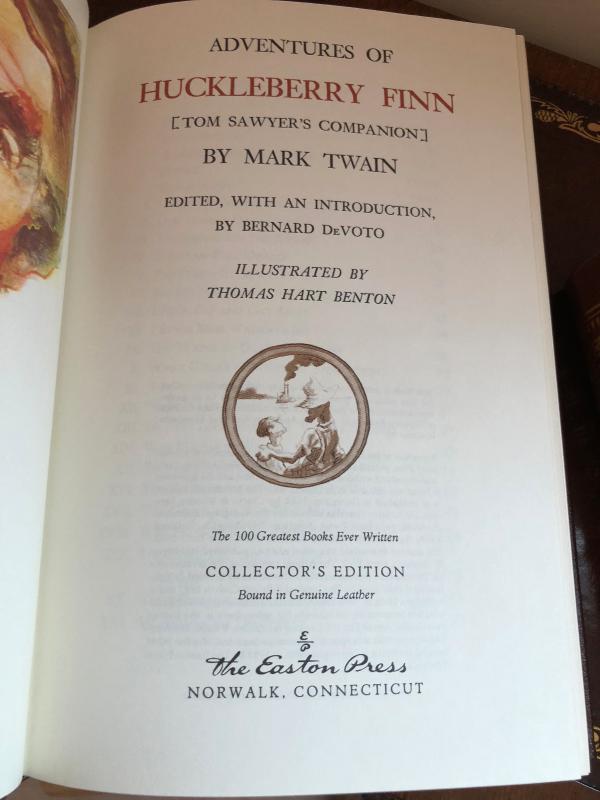 ADVENTURES OF
HUCKLEBERRY FINN
[TOM SAWYER'S COMPANION]
BY MARK TWAIN
EDITED, WITH AN INTRODUCTION,
BY BERNARD DeVOTO
ILLUSTRATED BY
THOMAS HART BENTON
The 100 Greatest Books Ever Written
COLLECTOR'S EDITION
Bound in Genuine Leather
E
P
The Easton Press
NORWALK, CONNECTICUT